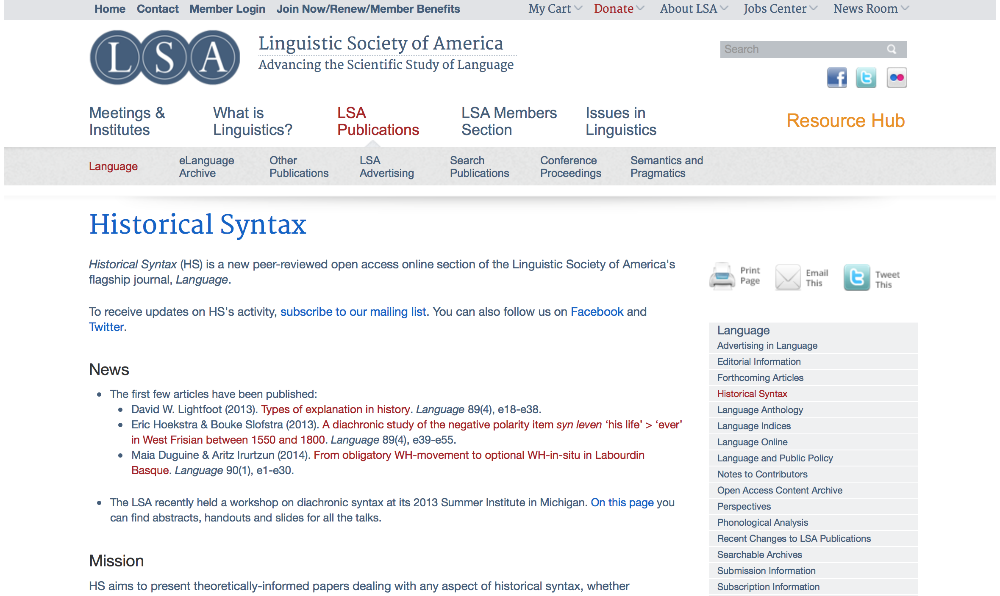 Home Contact Member Login Join Now/Renew/Member Benefits My Cart Donate About LSA Jobs Center News Room
LSA
Linguistic Society of America
Advancing the Scientific Study of Language
Search
Meetings &
Institutes
What is
Linguistics?
LSA
Publications
LSA Members
Section
Issues in
Linguistics
Resource Hub
Language
eLanguage
Archive
Other
Publications
LSA
Advertising
Search
Publications
Conference
Proceedings
Semantics and
Pragmatics
Historical Syntax
Historical Syntax (HS) is a new peer-reviewed open access online section of the Linguistic Society of America's
flagship journal, Language.
To receive updates on HS's activity, subscribe to our mailing list. You can also follow us on Facebook and
Twitter.
News
• The first few articles have been published:
• David W. Lightfoot (2013). Types of explanation in history. Language 89(4), e18-e38.
• Eric Hoekstra & Bouke Slofstra (2013). A diachronic study of the negative polarity item syn leven ‘his life’ > ‘ever’
in West Frisian between 1550 and 1800. Language 89(4), e39-e55.
• Maia Duguine & Aritz Irurtzun (2014). From obligatory WH-movement to optional WH-in-situ in Labourdin
Basque. Language 90(1), e1-e30.
• The LSA recently held a workshop on diachronic syntax at its 2013 Summer Institute in Michigan. On this page you
can find abstracts, handouts and slides for all the talks.
Mission
HS aims to present theoretically-informed papers dealing with any aspect of historical syntax, whether
Print
Page
Email
This
Tweet
This
Language
Advertising in Language
Editorial Information
Forthcoming Articles
Historical Syntax
Language Anthology
Language Indices
Language Online
Language and Public Policy
Notes to Contributors
Open Access Content Archive
Perspectives
Phonological Analysis
Recent Changes to LSA Publications
Searchable Archives
Submission Information
Subscription Information